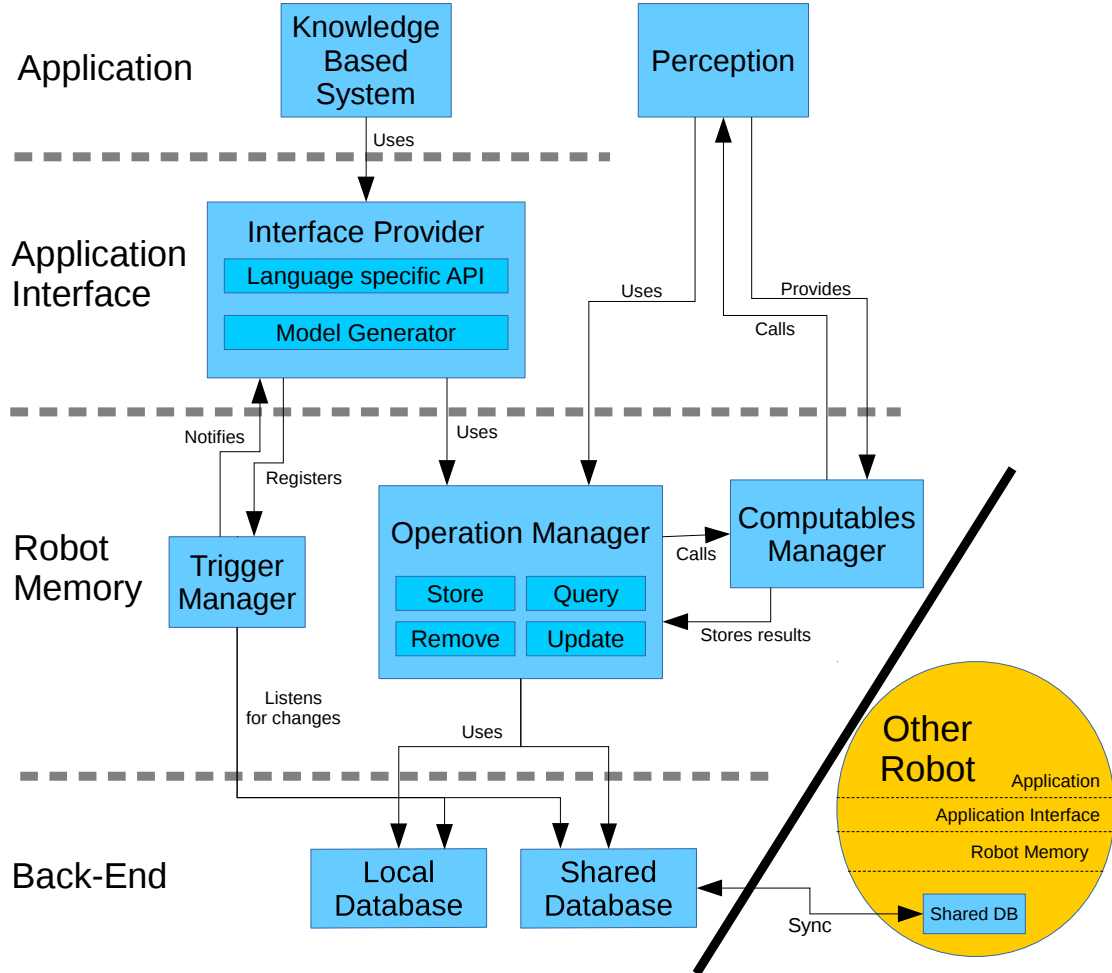 Application
Knowledge
Based
System
Perception
Uses
Application
Interface
Interface Provider
Language specific API
Model Generator
Uses
Provides
Calls
Notifies
Registers
Uses
Robot
Memory
Trigger
Manager
Operation Manager
Store
Query
Remove
Update
Calls
Computables
Manager
Stores results
Listens
for changes
Uses
Back-End
Local
Database
Shared
Database
Sync
Other
Robot
Application
Application Interface
Robot Memory
Shared DB